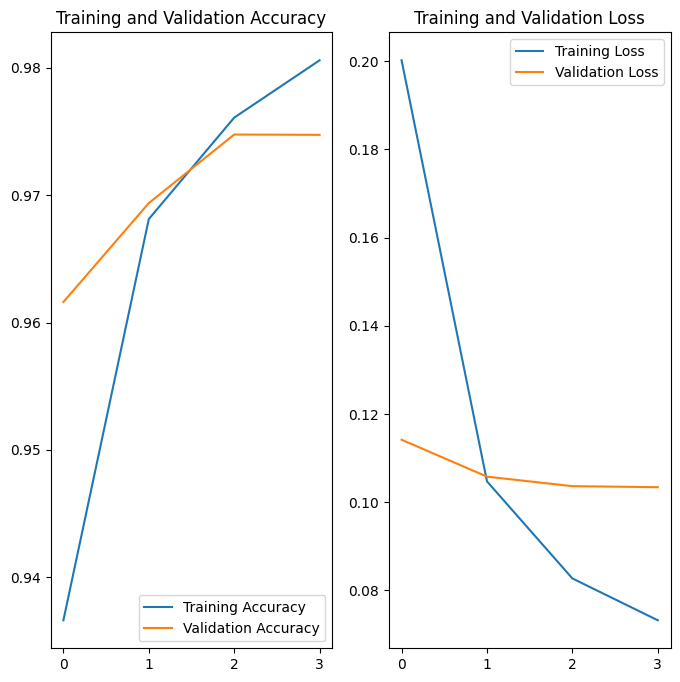 Training and Validation Accuracy
0.98
0.97
0.96
0.95
0.94
Training Accuracy
Validation Accuracy
0 1 2 3
Training and Validation Loss
Training Loss
Validation Loss
0.20
0.18
0.16
0.14
0.12
0.10
0.08
0 1 2 3